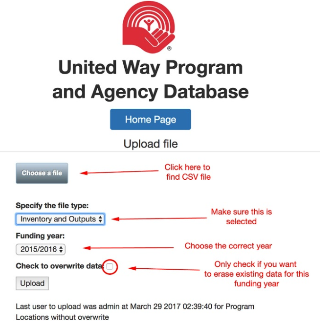 United Way Program
and Agency Database
Home Page
Upload file
Choose a file
Click here to
find CSV file
Specify the file type:
Inventory and Outputs
Make sure this is
selected
Funding year:
2015/2016
Choose the correct year
Check to overwrite data
Only check if you want
to erase existing data for this
funding year
Upload
Last user to upload was admin at March 29 2017 02:39:40 for Program
Locations without overwrite